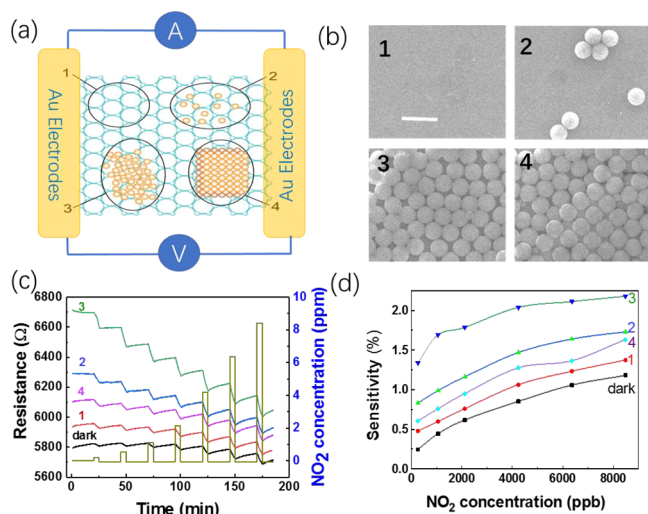 (a)
A
1
2
Au Electrodes
Au Electrodes
3
4
V
(b)
1
2
3
4
(c)
Resistance (Ω)
6800
6600
6400
6200
6000
5800
5600
3
2
4
1
dark
10
8
6
4
2
0
NO₂ concentration (ppm)
0 50 100 150 200
Time (min)
(d)
Sensitivity (%)
2.0
1.5
1.0
0.5
0.0
3
2
4
1
dark
0 2000 4000 6000 8000
NO₂ concentration (ppb)